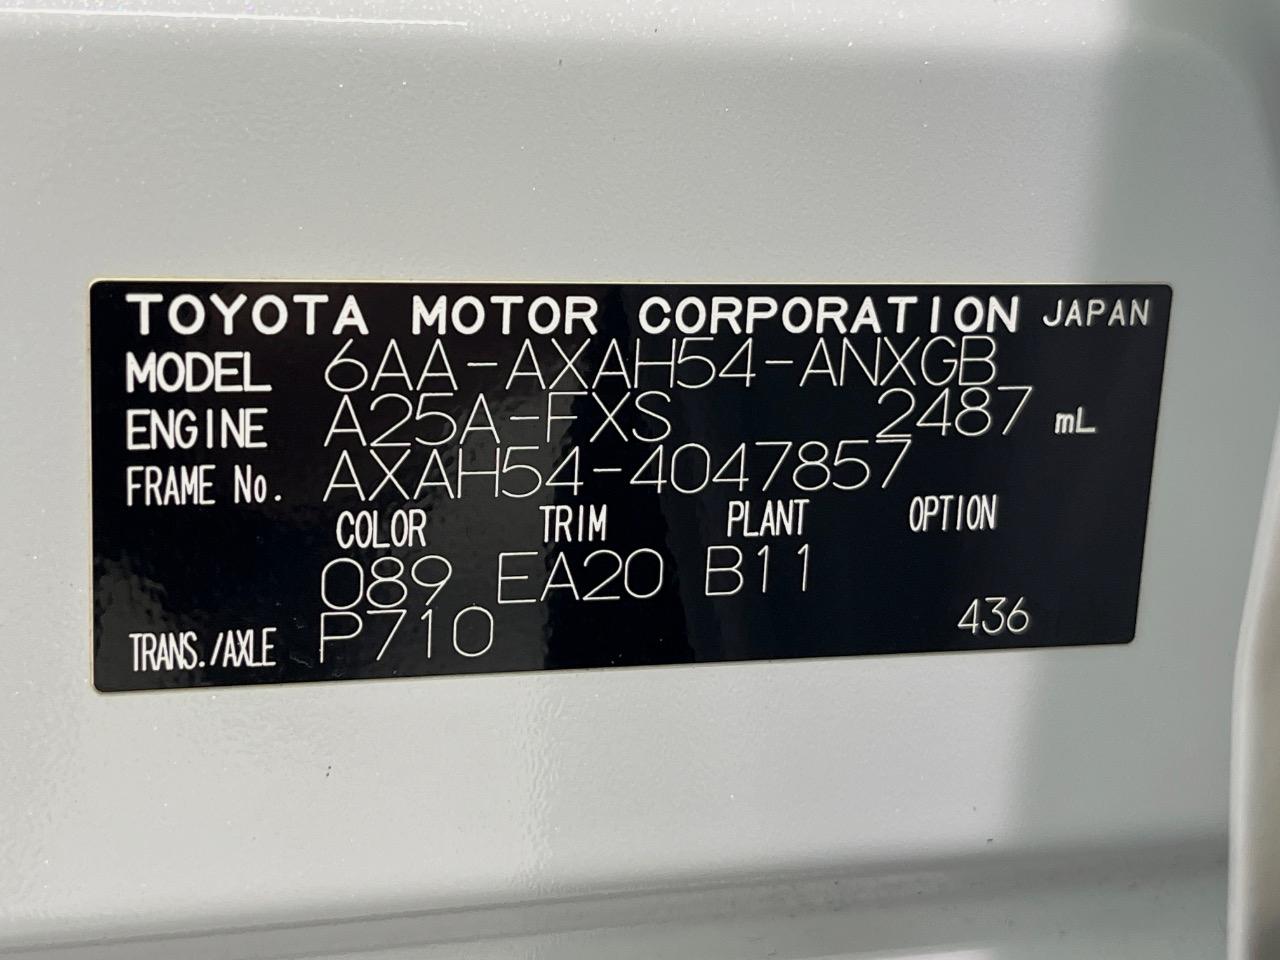 TOYOTA MOTOR CORPORATION JAPAN
MODEL 6AA-AXAH54-ANXGB
ENGINE A25A-FXS 2487 mL
FRAME No. AXAH54-4047857
COLOR TRIM PLANT OPTION
089 EA20 B11
TRANS./AXLE P710 436